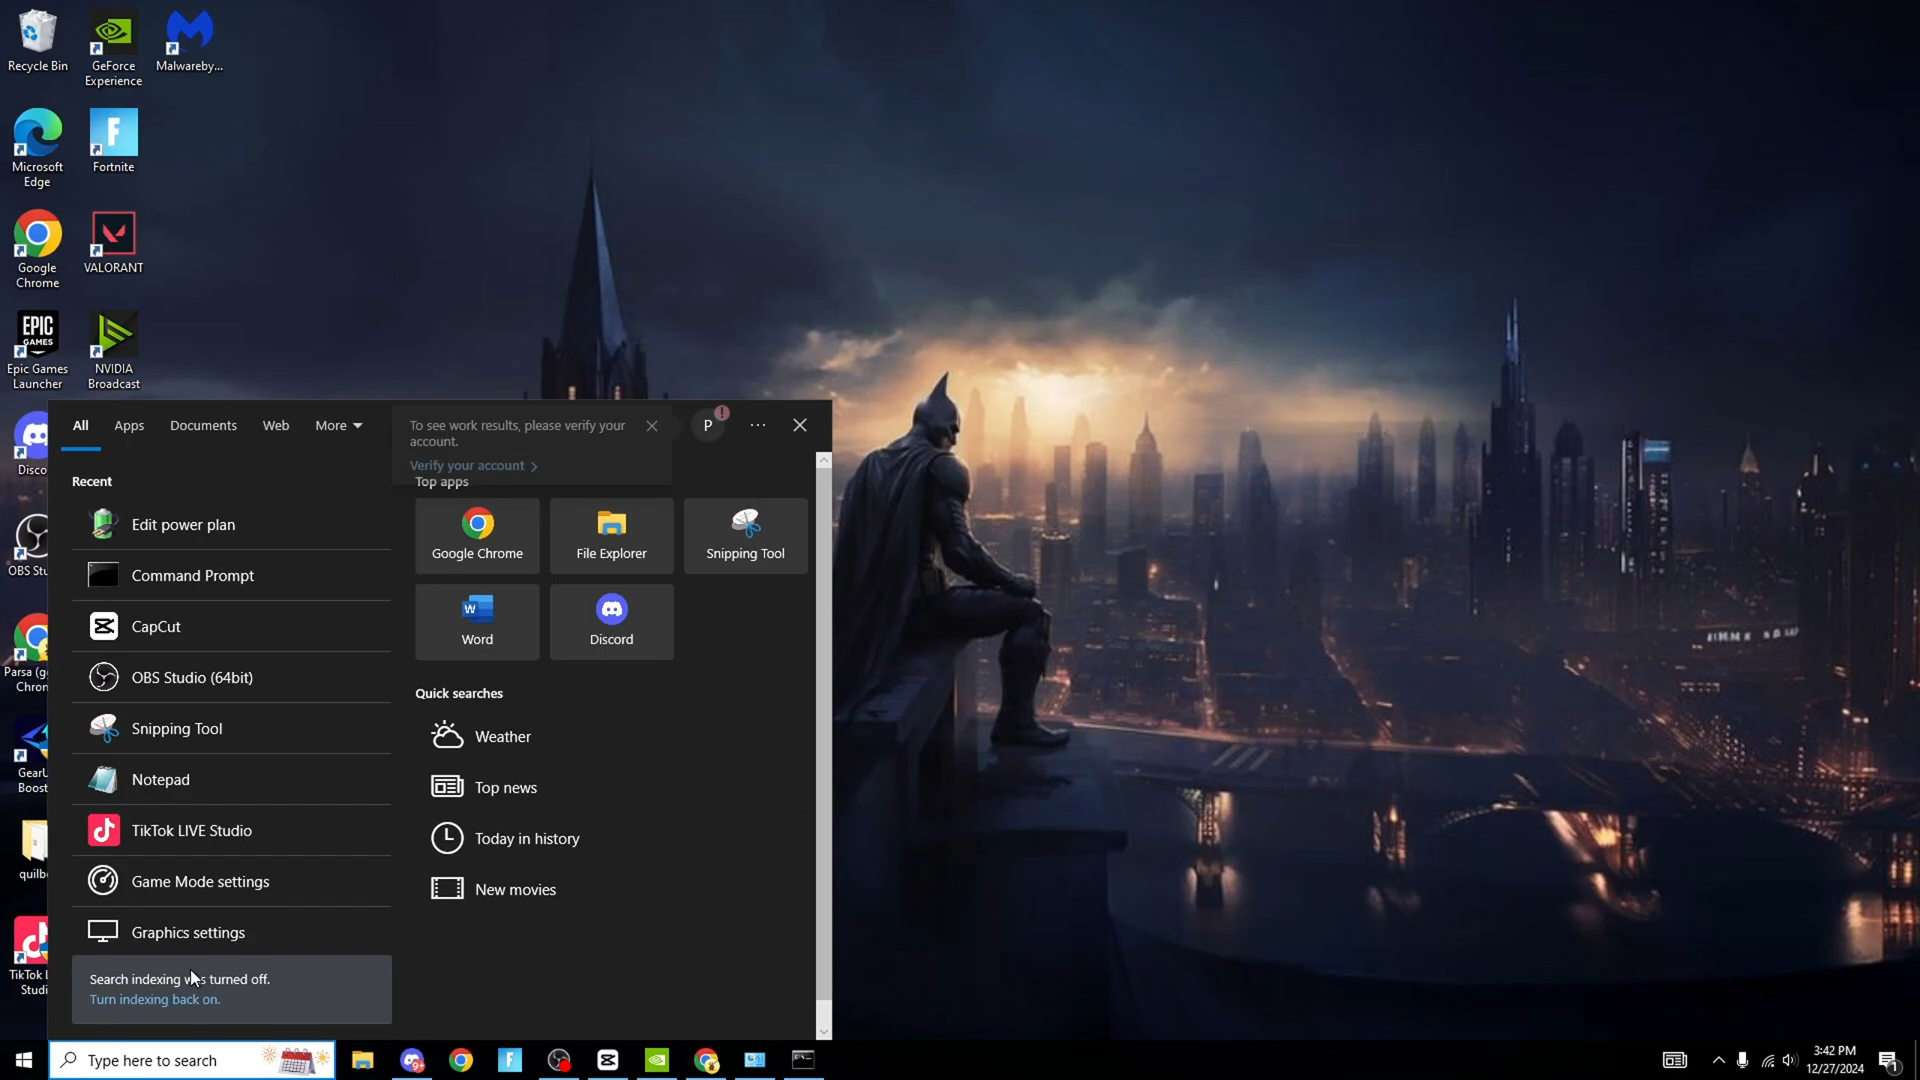 Recycle Bin
GeForce
Experience
Malwareby...
Microsoft
Edge
F
Fortnite
Google
Chrome
VALORANT
EPIC
GAMES
Epic Games
Launcher
NVIDIA
Broadcast
Disco
OBS Stu
Parsa (g
Chron
GearU
Boost
quilb
TikTok L
Studi
All
Apps
Documents
Web
More
To see work results, please verify your
account.
Verify your account
P
!
...
Recent
Edit power plan
Command Prompt
CapCut
OBS Studio (64bit)
Snipping Tool
Notepad
TikTok LIVE Studio
Game Mode settings
Graphics settings
Search indexing was turned off.
Turn indexing back on.
Top apps
Google Chrome
File Explorer
Snipping Tool
W
Word
Discord
Quick searches
Weather
Top news
Today in history
New movies
Type here to search
9+
F
3:42 PM
12/27/2024
1